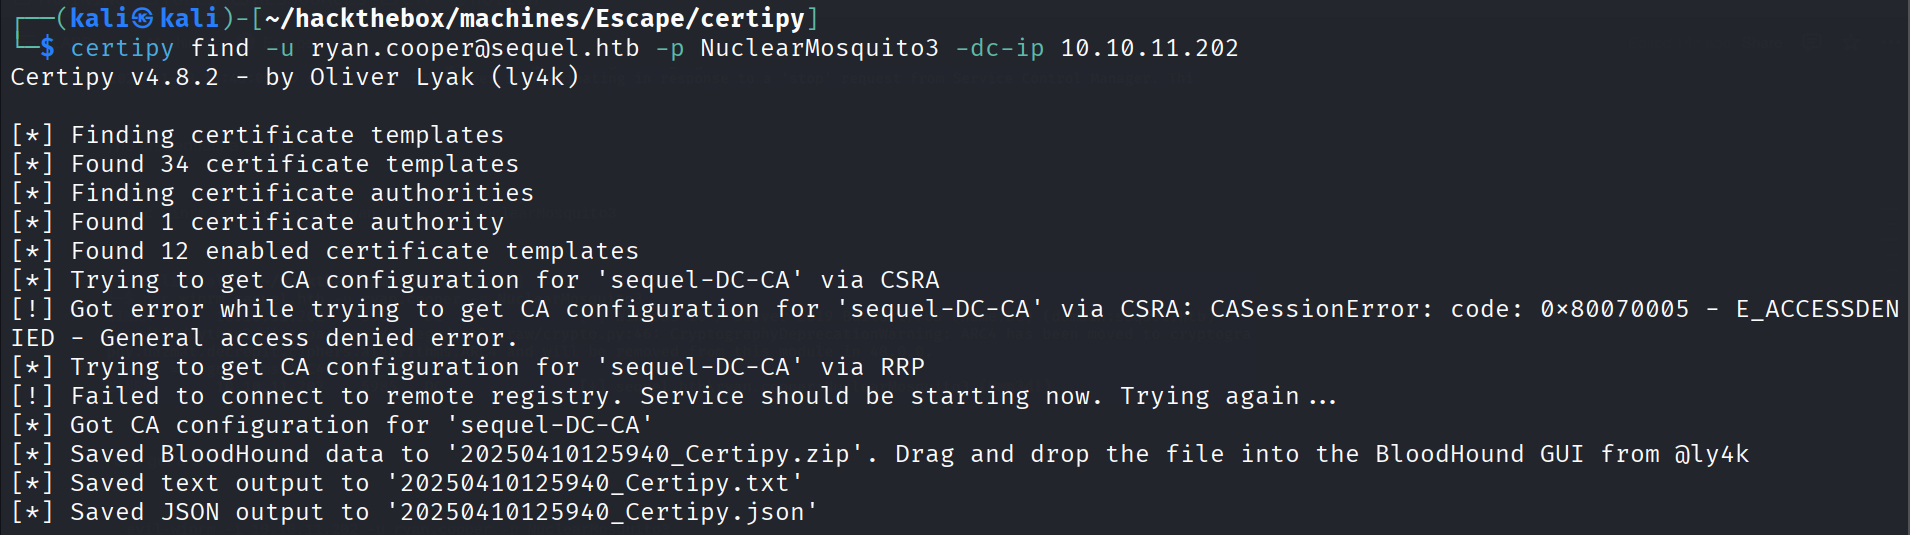 ┌──(kali㉿kali)-[~/hackthebox/machines/Escape/certipy]
└─$ certipy find -u ryan.cooper@sequel.htb -p NuclearMosquito3 -dc-ip 10.10.11.202
Certipy v4.8.2 - by Oliver Lyak (ly4k)

[*] Finding certificate templates
[*] Found 34 certificate templates
[*] Finding certificate authorities
[*] Found 1 certificate authority
[*] Found 12 enabled certificate templates
[*] Trying to get CA configuration for 'sequel-DC-CA' via CSRA
[!] Got error while trying to get CA configuration for 'sequel-DC-CA' via CSRA: CASessionError: code: 0x80070005 - E_ACCESSDEN
IED - General access denied error.
[*] Trying to get CA configuration for 'sequel-DC-CA' via RRP
[!] Failed to connect to remote registry. Service should be starting now. Trying again...
[*] Got CA configuration for 'sequel-DC-CA'
[*] Saved BloodHound data to '20250410125940_Certipy.zip'. Drag and drop the file into the BloodHound GUI from @ly4k
[*] Saved text output to '20250410125940_Certipy.txt'
[*] Saved JSON output to '20250410125940_Certipy.json'